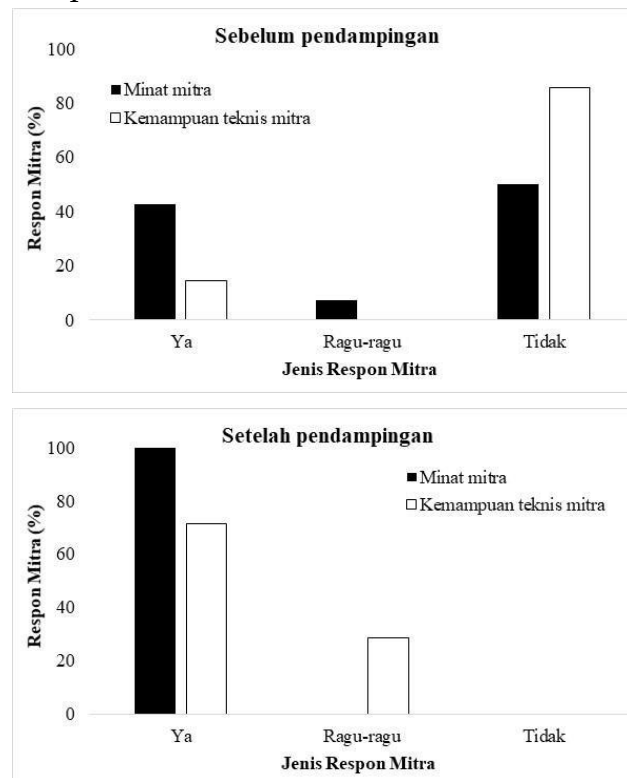 Sebelum pendampingan
100
80
60
40
20
0
Respon Mitra (%)
Minat mitra
Kemampuan teknis mitra
Ya Ragu-ragu Tidak
Jenis Respon Mitra
Setelah pendampingan
100
80
60
40
20
0
Respon Mitra (%)
Minat mitra
Kemampuan teknis mitra
Ya Ragu-ragu Tidak
Jenis Respon Mitra